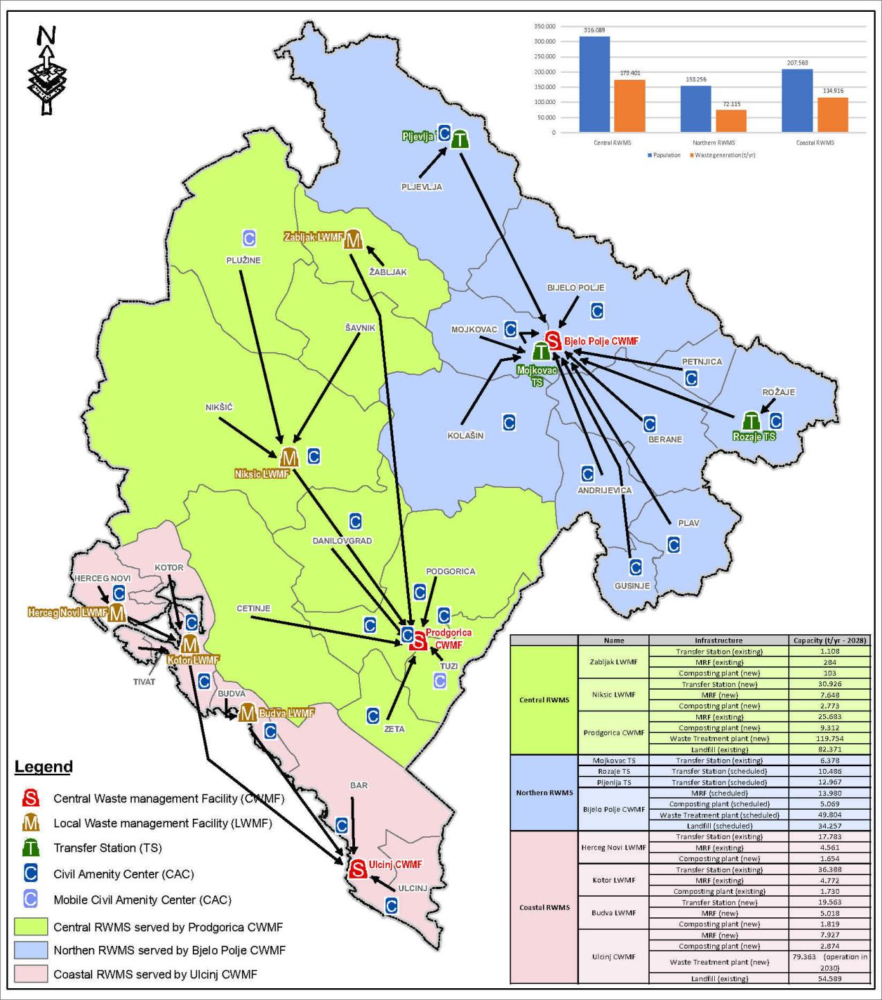 N
350.000
300.000
250.000
200.000
150.000
100.000
50.000
0
316.089
173.401
153.256
72.115
207.563
114.916
Central RWMS
Northern RWMS
Coastal RWMS
Population
Waste generation (t/yr)
Pljevlja T
C
T
PLJEVLJA
C
PLUŽINE
Zabljak LWMF
M
ŽABLJAK
BIJELO POLJE
C
ŠAVNIK
MOJKOVAC
C
S
Bjelo Polje CWMF
T
Mojkovac
TS
PETNJICA
C
ROŽAJE
T
C
Rozaje TS
NIKŠIĆ
KOLAŠIN
C
C
BERANE
M
C
Niksic LWMF
C
ANDRIJEVICA
C
DANILOVGRAD
PLAV
C
C
GUSINJE
KOTOR
HERCEG NOVI
C
Herceg Novi LWMF
M
PODGORICA
C
CETINJE
C
C
C
S
Prodgorica
CWMF
C
M
Kotor LWMF
TUZI
C
TIVAT
C
BUDVA
M
Budva LWMF
C
C
ZETA
BAR
C
S
Ulcinj CWMF
ULCINJ
C
Legend
S
Central Waste management Facility (CWMF)
M
Local Waste management Facility (LWMF)
T
Transfer Station (TS)
C
Civil Amenity Center (CAC)
C
Mobile Civil Amenity Center (CAC)
Central RWMS served by Prodgorica CWMF
Northen RWMS served by Bjelo Polje CWMF
Coastal RWMS served by Ulcinj CWMF
Name Infrastructure Capacity (t/yr - 2028)
Central RWMS
Zabljak LWMF
Transfer Station (existing) 1.108
MRF (existing) 284
Composting plant (new) 103
Niksic LWMF
Transfer Station (new) 30.926
MRF (new) 7.648
Composting plant (new) 2.773
Prodgorica CWMF
MRF (existing) 25.683
Composting plant (new) 9.312
Waste Treatment plant (new) 119.754
Landfill (existing) 82.371
Northern RWMS
Mojkovac TS Transfer Station (existing) 6.378
Rozaje TS Transfer Station (scheduled) 10.486
Pljenlja TS Transfer Station (scheduled) 12.967
Bijelo Polje CWMF
MRF (scheduled) 13.980
Composting plant (scheduled) 5.069
Waste Treatment plant (scheduled) 49.804
Landfill (scheduled) 34.257
Coastal RWMS
Herceg Novi LWMF
Transfer Station (existing) 17.783
MRF (existing) 4.561
Composting plant (new) 1.654
Kotor LWMF
Transfer Station (existing) 36.388
MRF (existing) 4.772
Composting plant (existing) 1.730
Budva LWMF
Transfer Station (new) 19.563
MRF (new) 5.018
Composting plant (new) 1.819
Ulcinj CWMF
MRF (new) 7.927
Composting plant (new) 2.874
Waste Treatment plant (new) 79.363 (operation in
2030)
Landfill (existing) 54.589